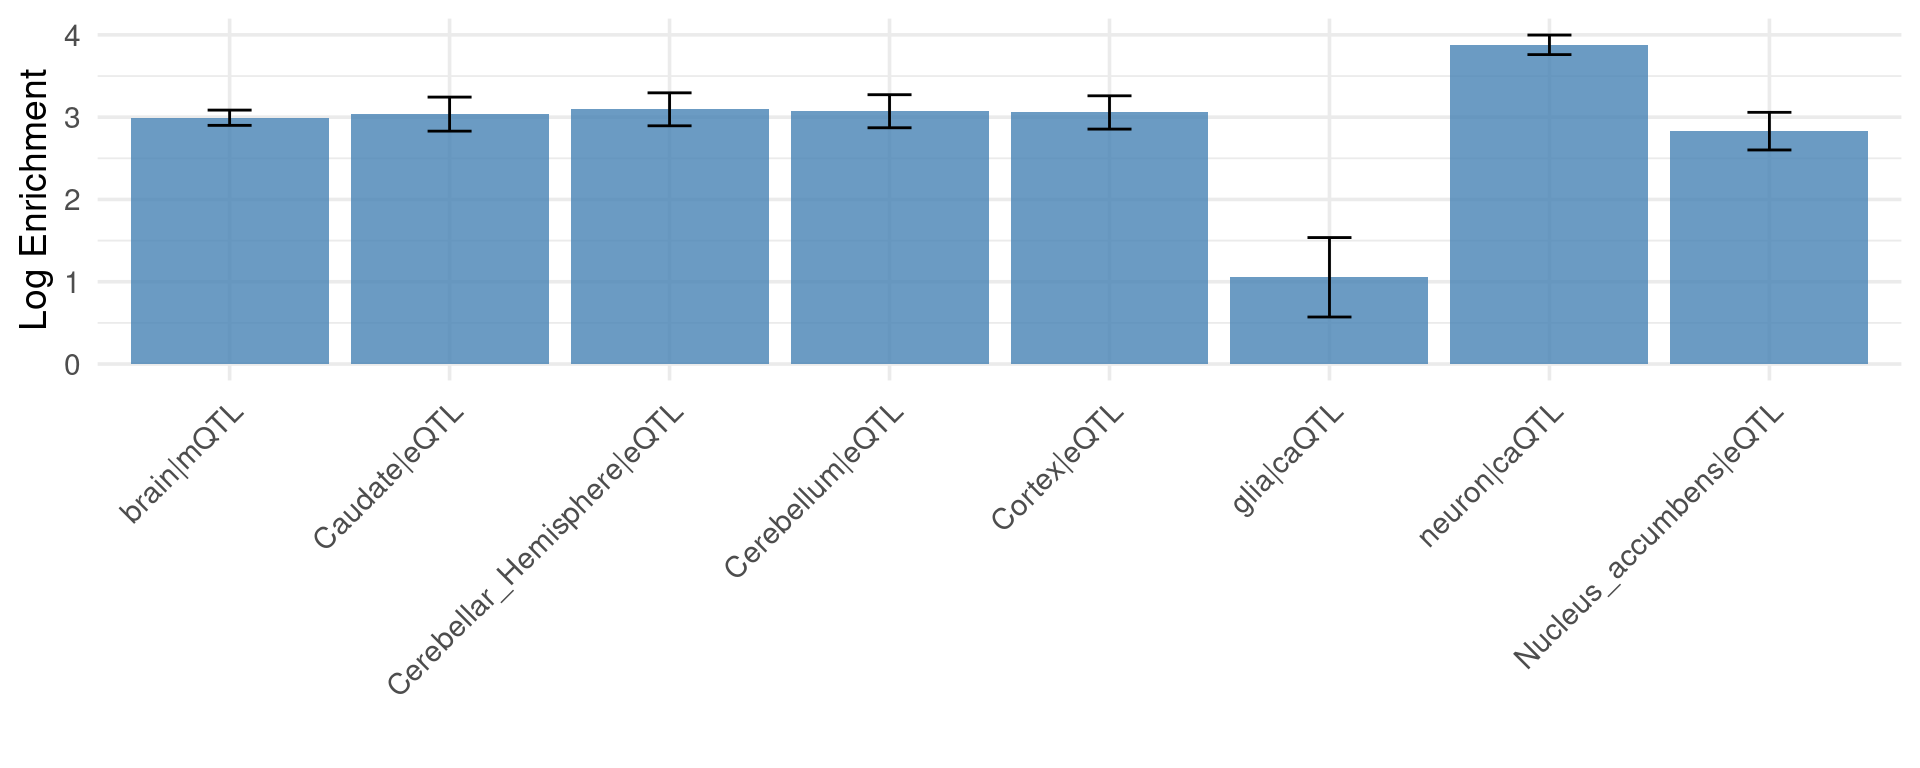 Log Enrichment
4
3
2
1
0
brain|mQTL
Caudate|eQTL
Cerebellar_Hemisphere|eQTL
Cerebellum|eQTL
Cortex|eQTL
glia|caQTL
neuron|caQTL
Nucleus_accumbens|eQTL